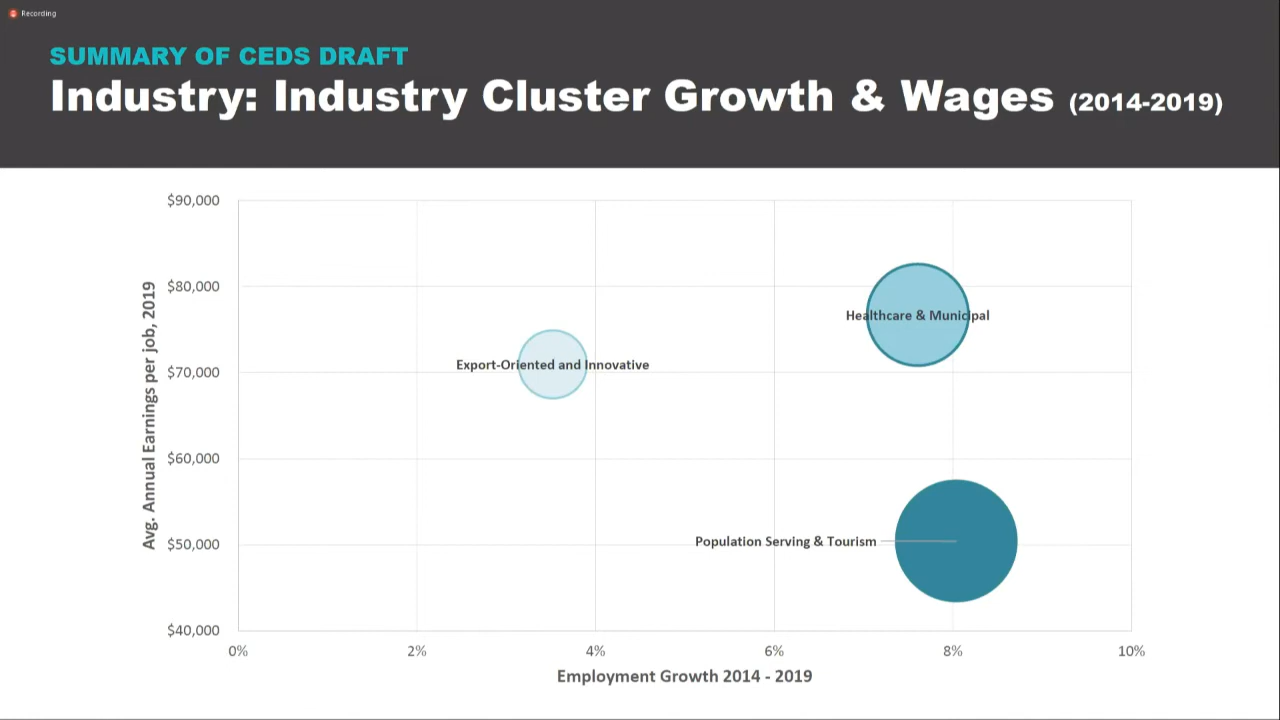 Recording
SUMMARY OF CEDS DRAFT
Industry: Industry Cluster Growth & Wages (2014-2019)
$90,000
$80,000
$70,000
$60,000
$50,000
$40,000
Avg. Annual Earnings per job, 2019
Healthcare & Municipal
Export-Oriented and Innovative
Population Serving & Tourism
0% 2% 4% 6% 8% 10%
Employment Growth 2014 - 2019